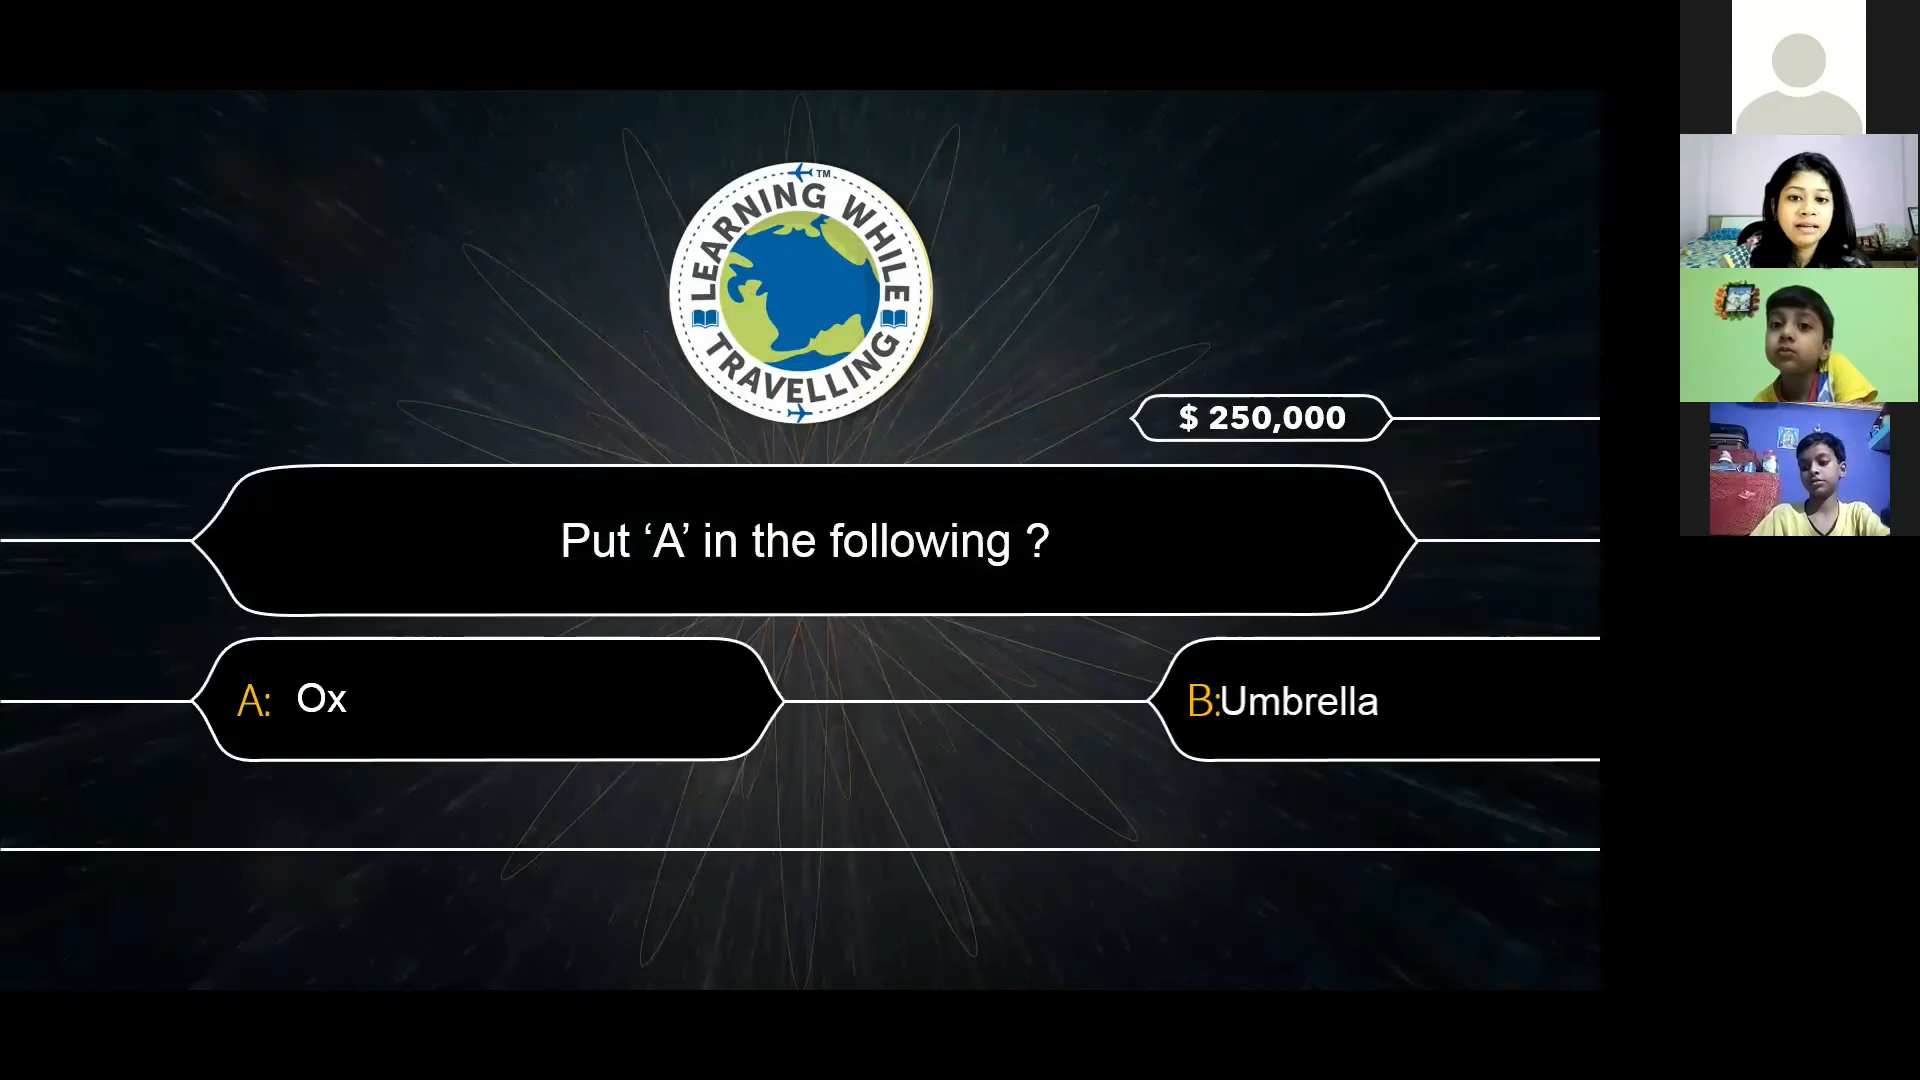 LEARNING WHILE
TRAVELLING
TM
$ 250,000
Put ‘A’ in the following ?
A: Ox
B:Umbrella